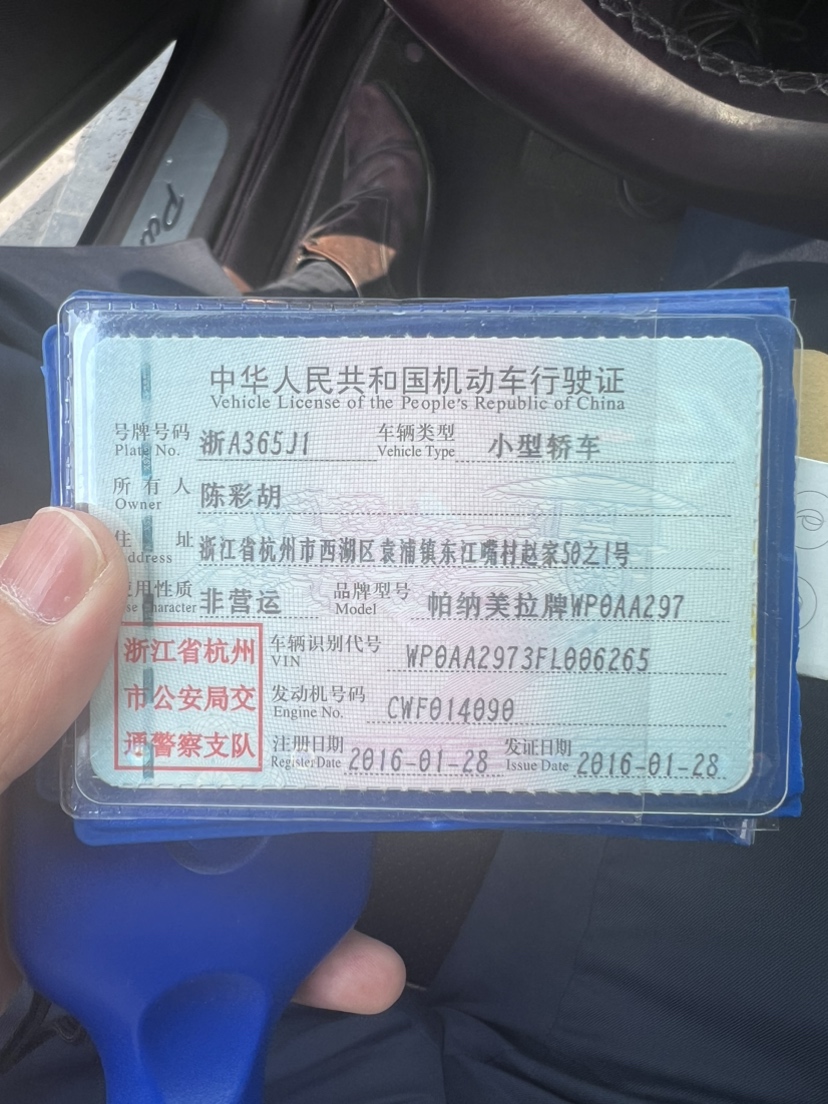 Pa
中华人民共和国机动车行驶证
Vehicle License of the People's Republic of China
号牌号码 浙A365J1 车辆类型 小型轿车
Plate No. Vehicle Type
所有人 陈彩胡
Owner
住址 浙江省杭州市西湖区袁浦镇东江嘴村赵家50之1号
ddress
用性质 非营运 品牌型号 帕纳美拉牌WP0AA297
se Character Model
浙江省杭州
市公安局交
通警察支队
车辆识别代号 WP0AA2973FL006265
VIN
发动机号码 CWF014090
Engine No.
注册日期 2016-01-28 发证日期 2016-01-28
Register Date Issue Date